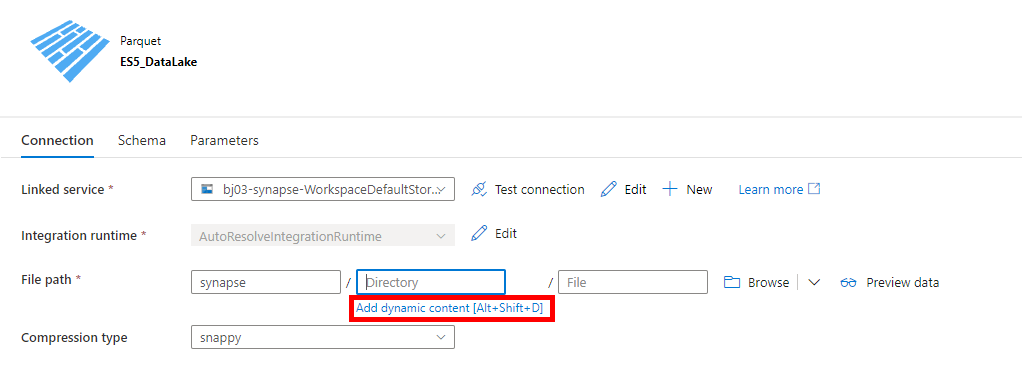 Parquet
ES5_DataLake
Connection Schema Parameters
Linked service * bj03-synapse-WorkspaceDefaultStor... Test connection Edit New Learn more
Integration runtime * AutoResolveIntegrationRuntime Edit
File path * synapse / Directory / File Browse Preview data
Add dynamic content [Alt+Shift+D]
Compression type snappy